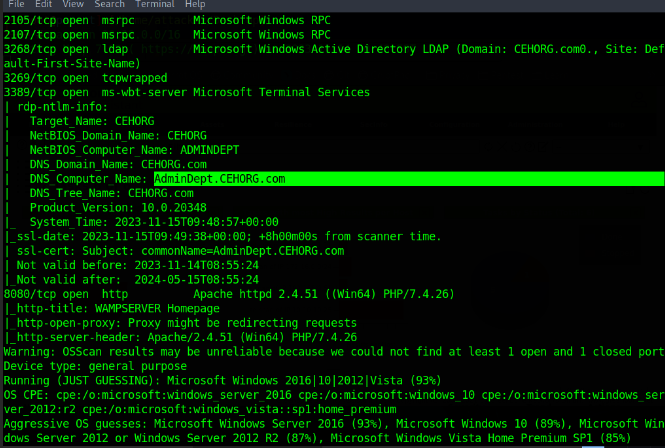 File Edit View Search Terminal Help
2105/tcp open  msrpc         Microsoft Windows RPC
2107/tcp open  msrpc         Microsoft Windows RPC
3268/tcp open  ldap          Microsoft Windows Active Directory LDAP (Domain: CEHORG.com0., Site: Def
ault-First-Site-Name)
3269/tcp open  tcpwrapped
3389/tcp open  ms-wbt-server Microsoft Terminal Services
| rdp-ntlm-info:
|   Target_Name: CEHORG
|   NetBIOS_Domain_Name: CEHORG
|   NetBIOS_Computer_Name: ADMINDEPT
|   DNS_Domain_Name: CEHORG.com
|   DNS_Computer_Name: AdminDept.CEHORG.com
|   DNS_Tree_Name: CEHORG.com
|   Product_Version: 10.0.20348
|_  System_Time: 2023-11-15T09:48:57+00:00
|_ssl-date: 2023-11-15T09:49:38+00:00; +8h00m00s from scanner time.
| ssl-cert: Subject: commonName=AdminDept.CEHORG.com
| Not valid before: 2023-11-14T08:55:24
|_Not valid after:  2024-05-15T08:55:24
8080/tcp open  http          Apache httpd 2.4.51 ((Win64) PHP/7.4.26)
|_http-title: WAMPSERVER Homepage
|_http-open-proxy: Proxy might be redirecting requests
|_http-server-header: Apache/2.4.51 (Win64) PHP/7.4.26
Warning: OSScan results may be unreliable because we could not find at least 1 open and 1 closed port
Device type: general purpose
Running (JUST GUESSING): Microsoft Windows 2016|10|2012|Vista (93%)
OS CPE: cpe:/o:microsoft:windows_server_2016 cpe:/o:microsoft:windows_10 cpe:/o:microsoft:windows_ser
ver_2012:r2 cpe:/o:microsoft:windows_vista::sp1:home_premium
Aggressive OS guesses: Microsoft Windows Server 2016 (93%), Microsoft Windows 10 (89%), Microsoft Win
dows Server 2012 or Windows Server 2012 R2 (87%), Microsoft Windows Vista Home Premium SP1 (85%)